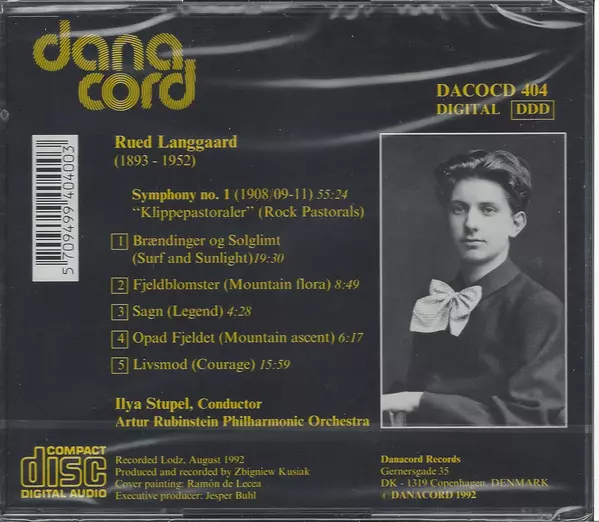 dana
cord
DACOCD 404
DIGITAL DDD
Rued Langgaard
(1893 - 1952)
Symphony no. 1 (1908/09-11) 55:24
"Klippepastoraler" (Rock Pastorals)
1 Brændinger og Solglimt
(Surf and Sunlight) 19:30
2 Fjeldblomster (Mountain flora) 8:49
3 Sagn (Legend) 4:28
4 Opad Fjeldet (Mountain ascent) 6:17
5 Livsmod (Courage) 15:59
5 709499 404003
Ilya Stupel, Conductor
Artur Rubinstein Philharmonic Orchestra
COMPACT
disc
DIGITAL AUDIO
Recorded Lodz, August 1992
Produced and recorded by Zbigniew Kusiak
Cover painting: Ramón de Lecea
Executive producer: Jesper Buhl
Danacord Records
Gernersgade 35
DK - 1319 Copenhagen, DENMARK
©DANACORD 1992